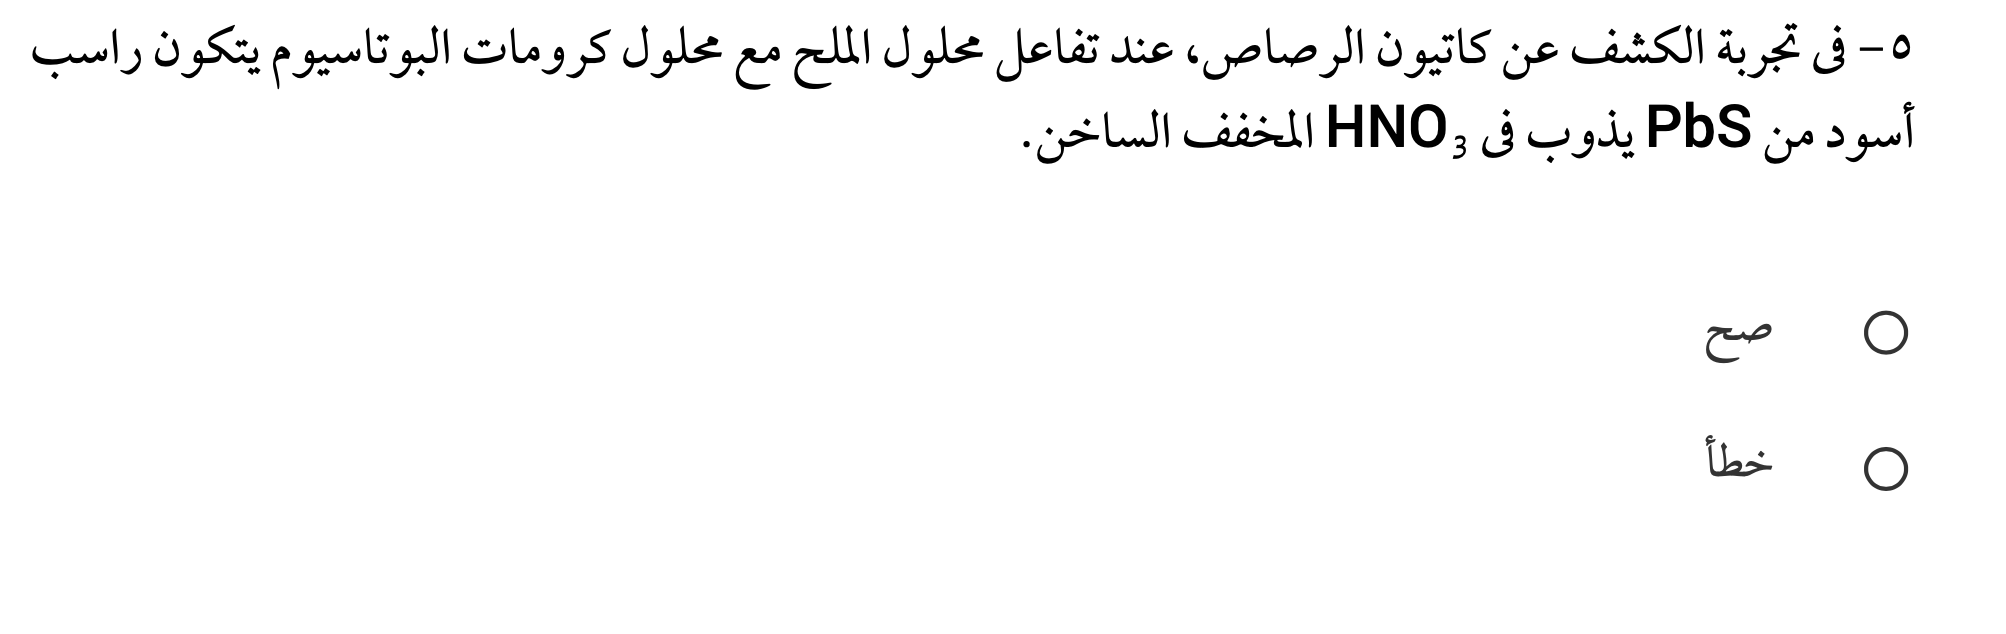 ٥- فى تجربة الكشف عن كاتيون الرصاص، عند تفاعل محلول الملح مع محلول كرومات البوتاسيوم يتكون راسب
أسود من PbS يذوب فى HNO₃ المخفف الساخن.
صح
خطأ